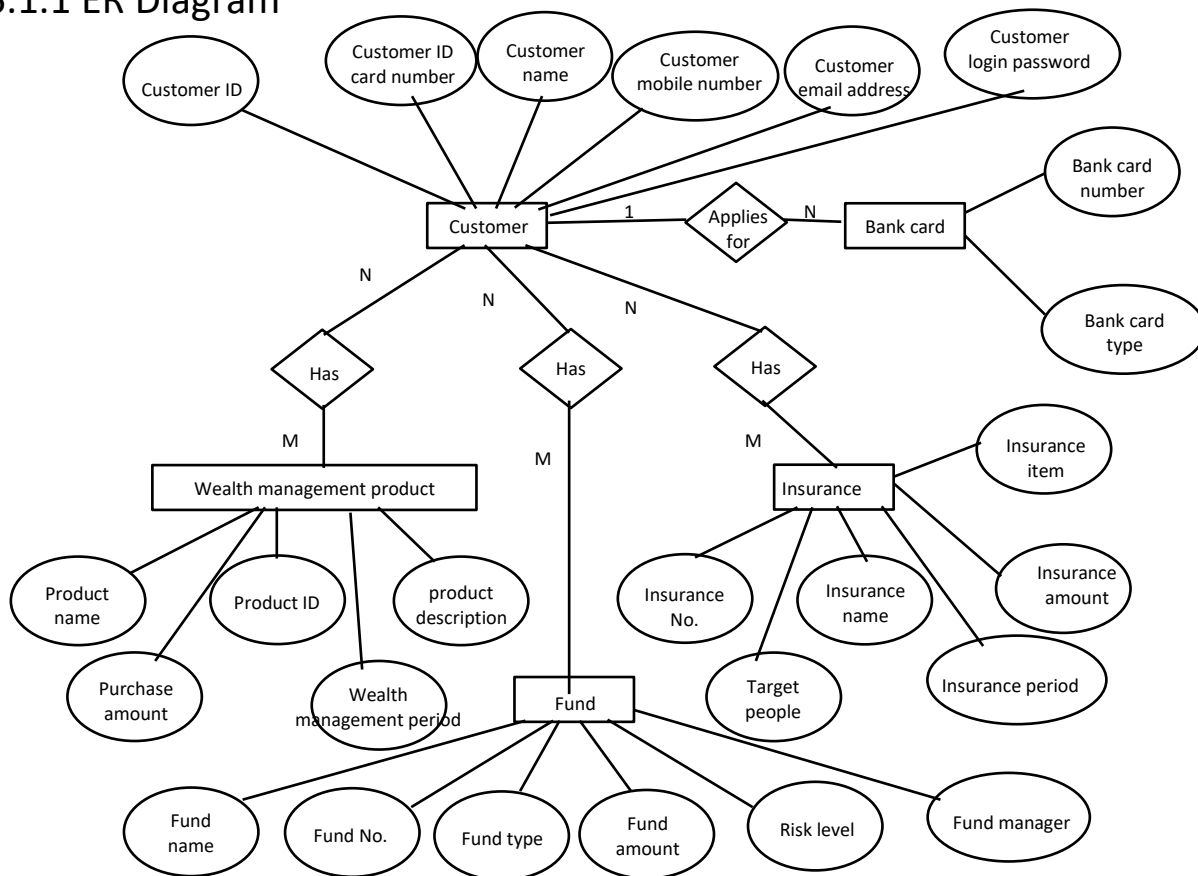 3.1.1 ER Diagram
Customer ID
Customer ID
card number
Customer
name
Customer
mobile number
Customer
email address
Customer
login password
Bank card
number
Customer
1
Applies
for
N
Bank card
Bank card
type
N
N
N
Has
Has
Has
M
M
M
Insurance
item
Wealth management product
Insurance
Product
name
Product ID
product
description
Insurance
No.
Insurance
name
Insurance
amount
Purchase
amount
Wealth
management period
Fund
Target
people
Insurance period
Fund
name
Fund No.
Fund type
Fund
amount
Risk level
Fund manager